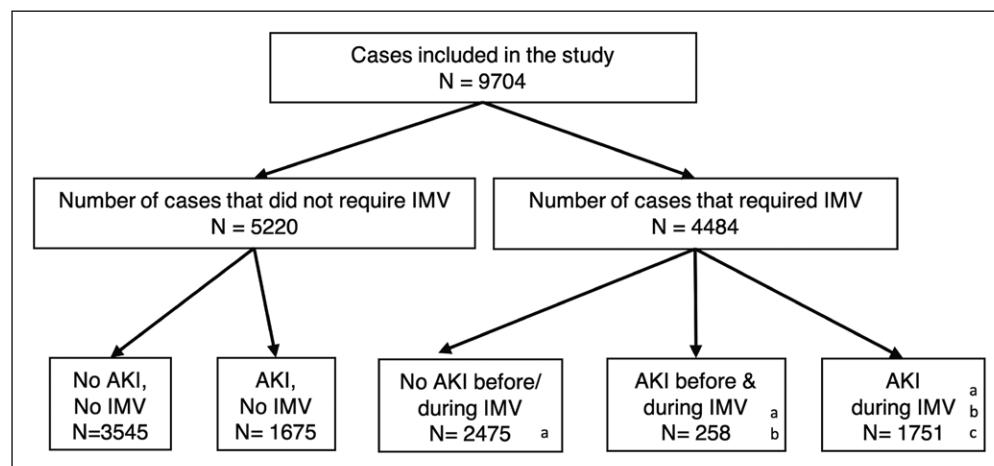 Cases included in the study
N = 9704
Number of cases that did not require IMV
N = 5220
Number of cases that required IMV
N = 4484
No AKI,
No IMV
N=3545
AKI,
No IMV
N= 1675
No AKI before/
during IMV
N= 2475 a
AKI before &
during IMV a
N= 258 b
AKI a
during IMV b
N= 1751 c